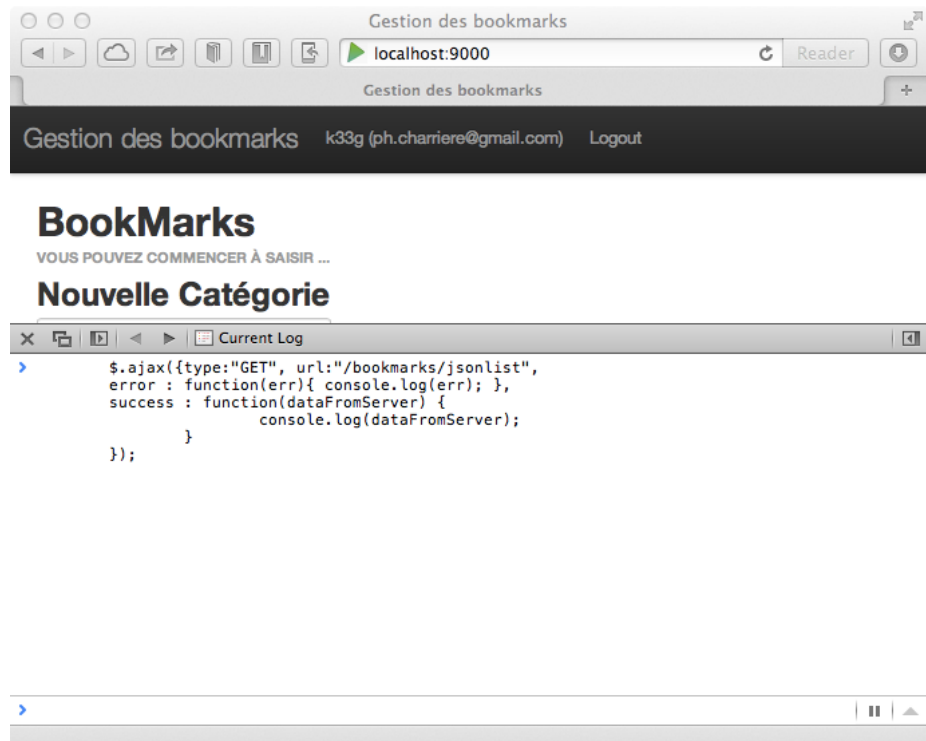 Gestion des bookmarks
localhost:9000
Reader
Gestion des bookmarks
Gestion des bookmarks k33g (ph.charriere@gmail.com) Logout
BookMarks
VOUS POUVEZ COMMENCER À SAISIR ...
Nouvelle Catégorie
Current Log
$.ajax({type:"GET", url:"/bookmarks/jsonlist",
error : function(err){ console.log(err); },
success : function(dataFromServer) {
console.log(dataFromServer);
}
});